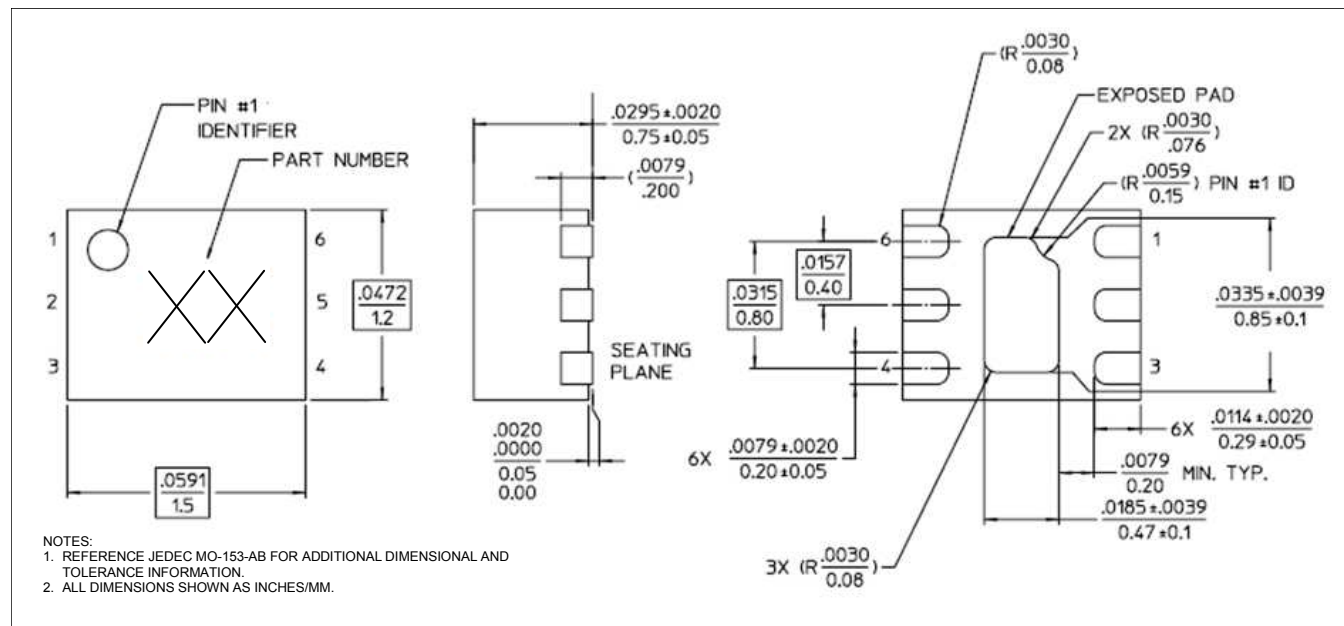 PIN #1
IDENTIFIER
PART NUMBER
1
2
3
6
5
4
.0472
1.2
.0591
1.5
.0295±.0020
0.75±0.05
(.0079)
.200
SEATING
PLANE
.0020
.0000
0.05
0.00
(R .0030)
0.08
EXPOSED PAD
2X (R .0030)
.076
(R .0059) PIN #1 ID
0.15
6
4
1
3
.0157
0.40
.0315
0.80
.0335±.0039
0.85±0.1
6X .0079±.0020
0.20±0.05
6X .0114±.0020
0.29±0.05
.0079 MIN. TYP.
0.20
.0185±.0039
0.47±0.1
3X (R .0030)
0.08
XX
NOTES:
1. REFERENCE JEDEC MO-153-AB FOR ADDITIONAL DIMENSIONAL AND
TOLERANCE INFORMATION.
2. ALL DIMENSIONS SHOWN AS INCHES/MM.